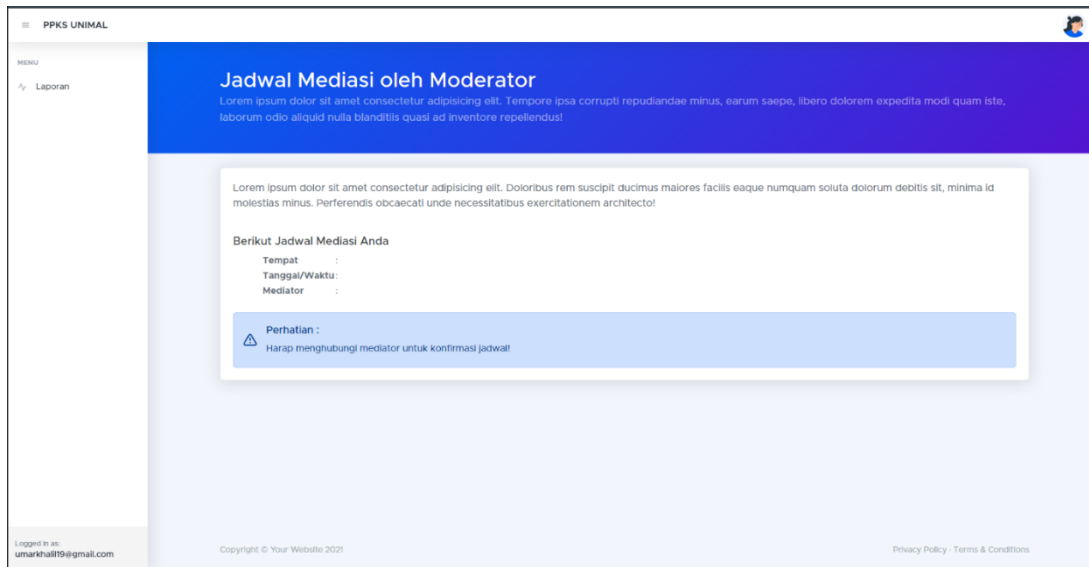 PPKS UNIMAL
MENU
Laporan
Jadwal Mediasi oleh Moderator
Lorem ipsum dolor sit amet consectetur adipisicing elit. Tempore ipsa corrupti repudiandae minus, earum saepe, libero dolorem expedita modi quam iste,
laborum odio aliquid nulla blanditiis quasi ad inventore repellendus!
Lorem ipsum dolor sit amet consectetur adipisicing elit. Doloribus rem suscipit ducimus maiores facilis eaque numquam soluta dolorum debitis sit, minima id
molestias minus. Perferendis obcaecati unde necessitatibus exercitationem architecto!
Berikut Jadwal Mediasi Anda
Tempat :
Tanggal/Waktu :
Mediator :
Perhatian :
Harap menghubungi mediator untuk konfirmasi jadwal!
Logged in as:
umarkhalil19@gmail.com
Copyright © Your Website 2021
Privacy Policy · Terms & Conditions